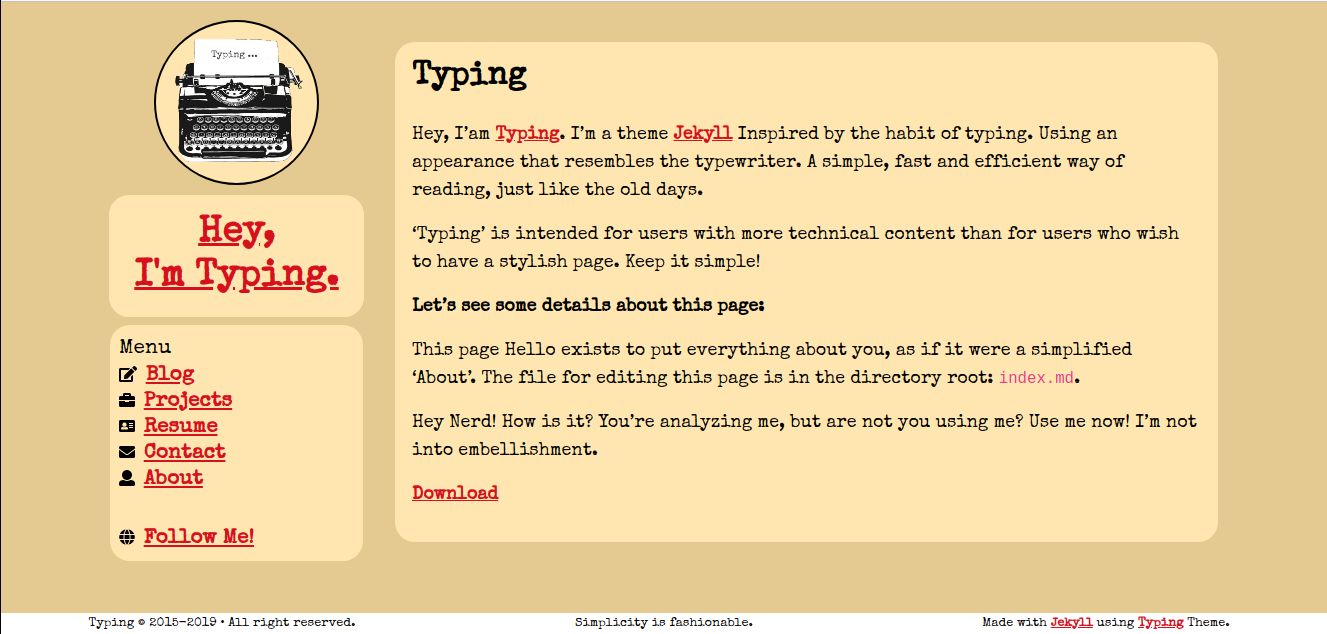 Typing ...
Hey,
I'm Typing.
Menu
Blog
Projects
Resume
Contact
About
Follow Me!
Typing
Hey, I’am Typing. I’m a theme Jekyll Inspired by the habit of typing. Using an
appearance that resembles the typewriter. A simple, fast and efficient way of
reading, just like the old days.
‘Typing’ is intended for users with more technical content than for users who wish
to have a stylish page. Keep it simple!
Let’s see some details about this page:
This page Hello exists to put everything about you, as if it were a simplified
‘About’. The file for editing this page is in the directory root: index.md.
Hey Nerd! How is it? You’re analyzing me, but are not you using me? Use me now! I’m not
into embellishment.
Download
Typing © 2015-2019 • All right reserved.
Simplicity is fashionable.
Made with Jekyll using Typing Theme.